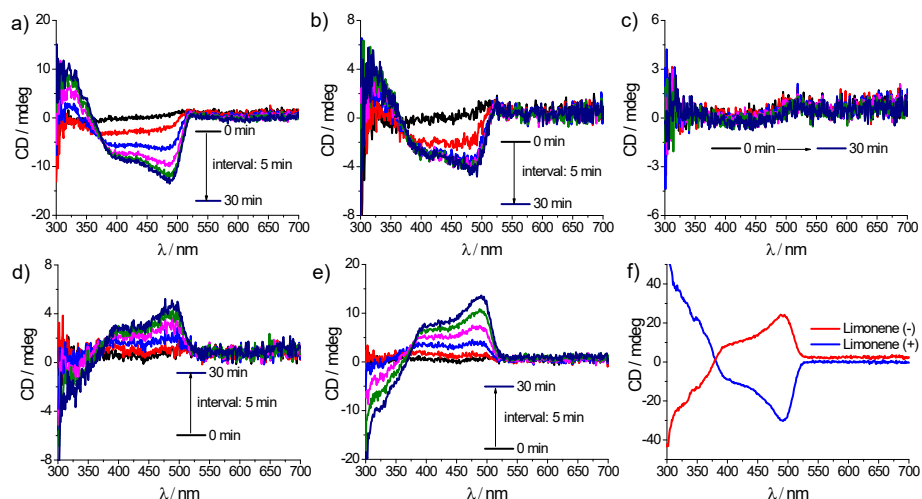 a)
20
10
0
-10
-20
CD / mdeg
0 min
interval: 5 min
30 min
300 350 400 450 500 550 600 650 700
λ / nm
b)
8
4
0
-4
-8
CD / mdeg
0 min
interval: 5 min
30 min
300 350 400 450 500 550 600 650 700
λ / nm
c)
6
3
0
-3
-6
CD / mdeg
0 min 30 min
300 350 400 450 500 550 600 650 700
λ / nm
d)
8
4
0
-4
-8
CD / mdeg
30 min
interval: 5 min
0 min
300 350 400 450 500 550 600 650 700
λ / nm
e)
20
10
0
-10
-20
CD / mdeg
30 min
interval: 5 min
0 min
300 350 400 450 500 550 600 650 700
λ / nm
f)
40
20
0
-20
-40
CD / mdeg
Limonene (-)
Limonene (+)
300 350 400 450 500 550 600 650 700
λ / nm